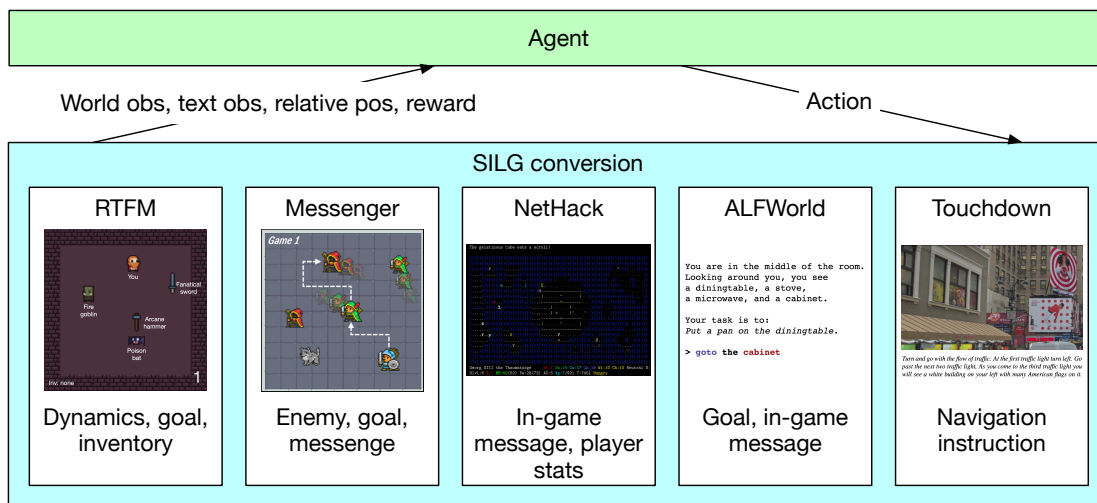 Agent
World obs, text obs, relative pos, reward
Action
SILG conversion
RTFM
You
Fanatical
sword
Fire
goblin
Arcane
hammer
Poison
bat
Inv: none
1
Dynamics, goal,
inventory
Messenger
Game 1
Enemy, goal,
messenge
NetHack
The gelatinous cube eats a scroll!
In-game
message, player
stats
ALFWorld
You are in the middle of the room.
Looking around you, you see
a diningtable, a stove,
a microwave, and a cabinet.
Your task is to:
Put a pan on the diningtable.
> goto the cabinet
Goal, in-game
message
Touchdown
Turn and go with the flow of traffic. At the first traffic light turn left. Go
past the next two traffic light. As you come to the third traffic light you
will see a white building on your left with many American flags on it.
Navigation
instruction